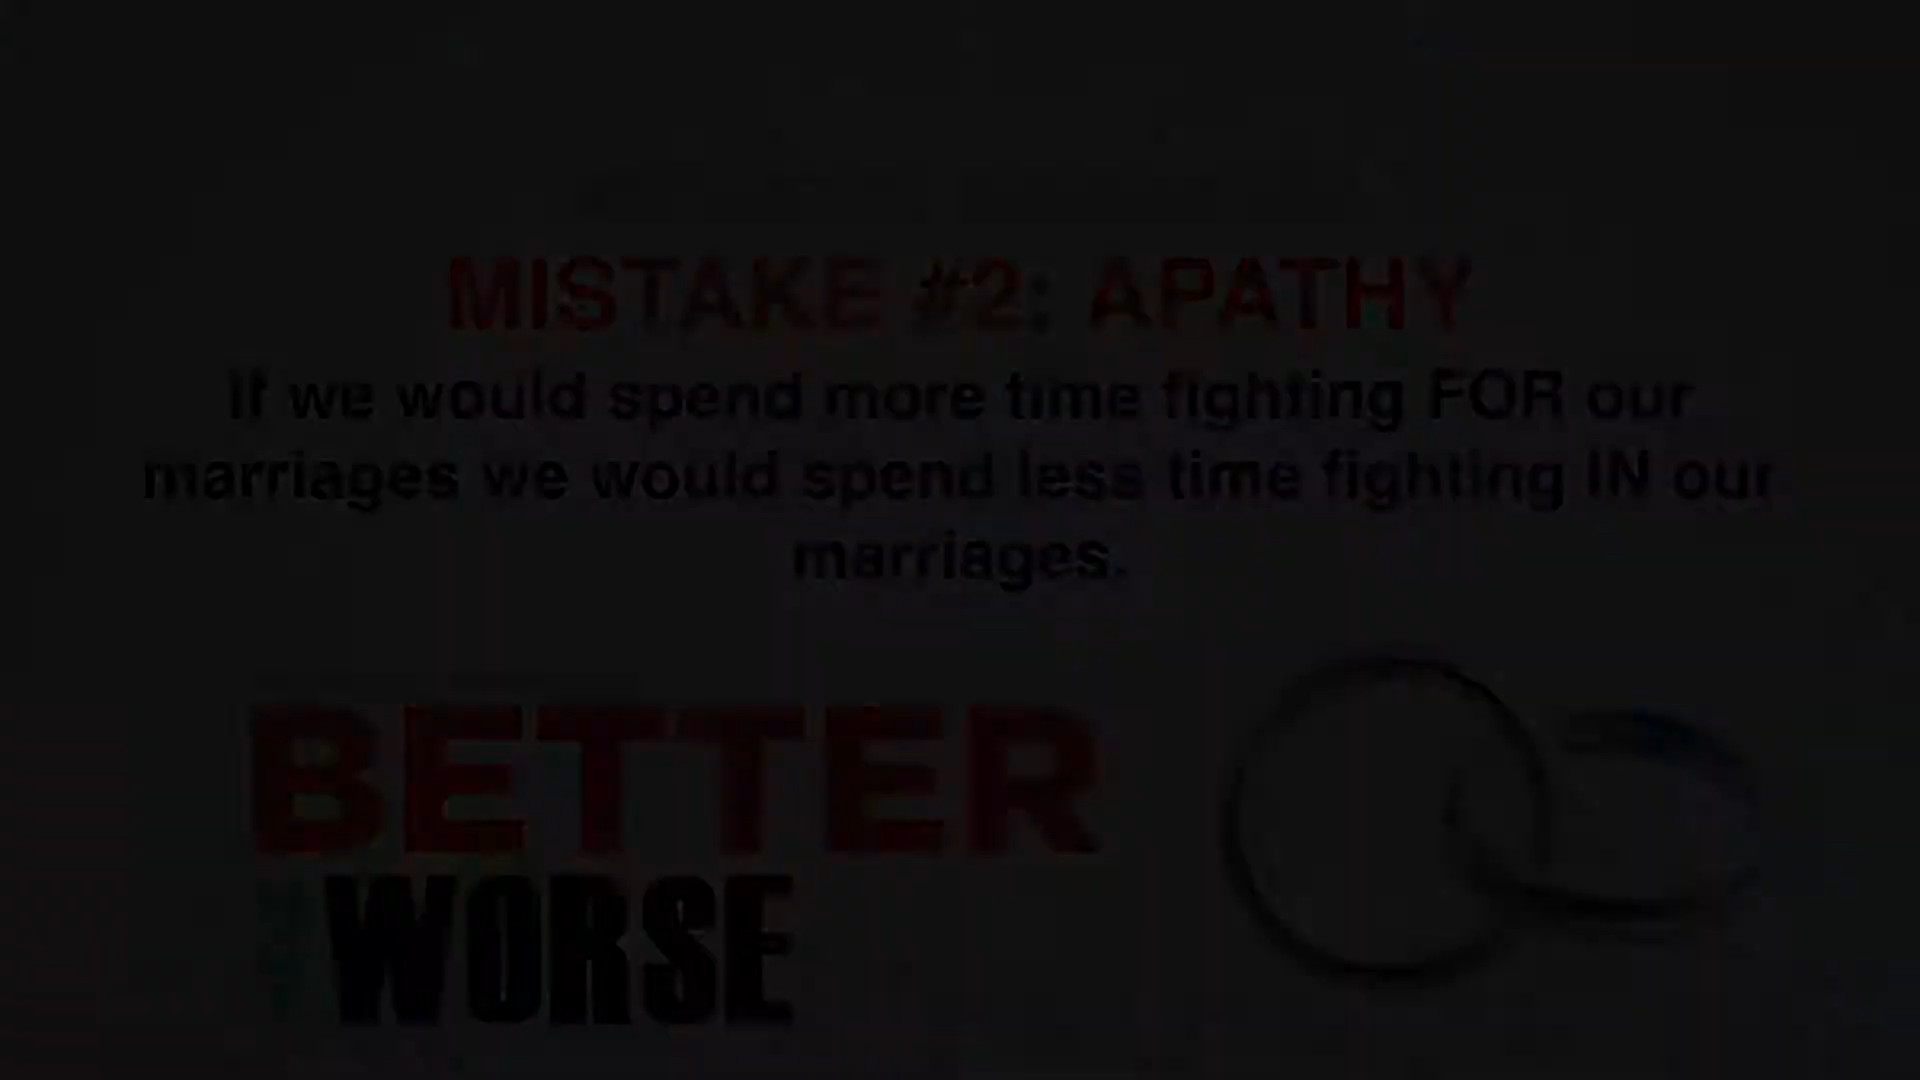 MISTAKE #2: APATHY
If we would spend more time fighting FOR our
marriages we would spend less time fighting IN our
marriages.
BETTER
WORSE